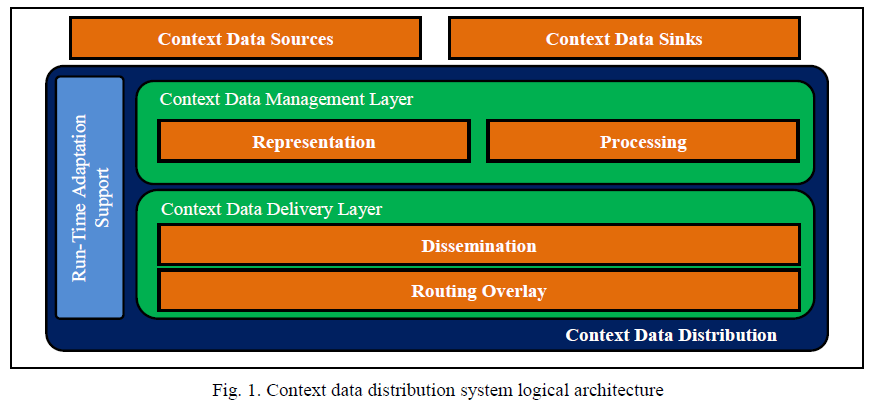 Context Data Sources
Context Data Sinks
Run-Time Adaptation
Support
Context Data Management Layer
Representation
Processing
Context Data Delivery Layer
Dissemination
Routing Overlay
Context Data Distribution
Fig. 1. Context data distribution system logical architecture